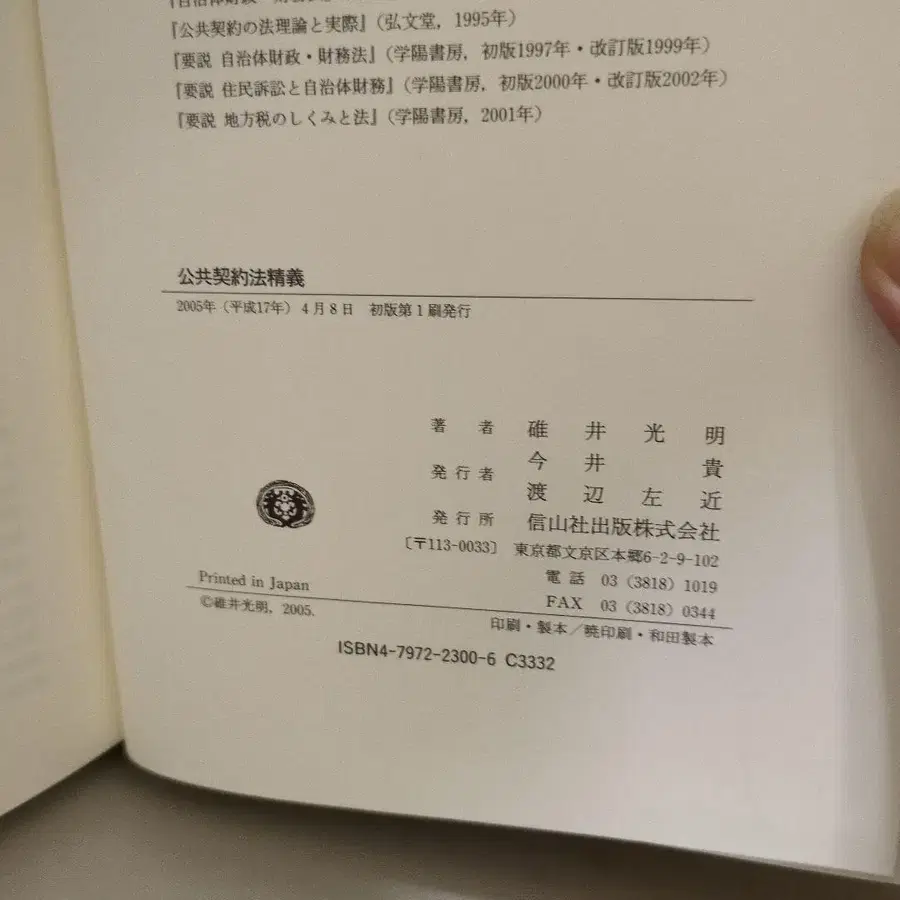 『公共契約の法理論と実際』（弘文堂，1995年）
『要説 自治体財政・財務法』（学陽書房，初版1997年・改訂版1999年）
『要説 住民訴訟と自治体財務』（学陽書房，初版2000年・改訂版2002年）
『要説 地方税のしくみと法』（学陽書房，2001年）
公共契約法精義
2005年（平成17年）4月8日　初版第1刷発行
著　者　碓　井　光　明
発行者　今　井　　　貴
渡　辺　左　近
発行所　信山社出版株式会社
〔〒113-0033〕　東京都文京区本郷6-2-9-102
電 話　03（3818）1019
FAX　03（3818）0344
印刷・製本／暁印刷・和田製本
Printed in Japan
©碓井光明，2005.
ISBN4-7972-2300-6 C3332